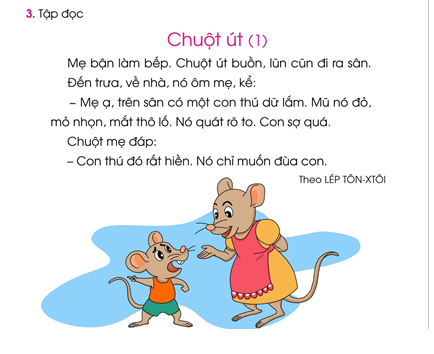 3. Tập đọc
Chuột út (1)
Mẹ bận làm bếp. Chuột út buồn, lũn cũn đi ra sân.
Đến trưa, về nhà, nó ôm mẹ, kể:
– Mẹ ạ, trên sân có một con thú dữ lắm. Mũ nó đỏ,
mỏ nhọn, mắt thô lố. Nó quát rõ to. Con sợ quá.
Chuột mẹ đáp:
– Con thú đó rất hiền. Nó chỉ muốn đùa con.
Theo LÉP TÔN-XTÔI